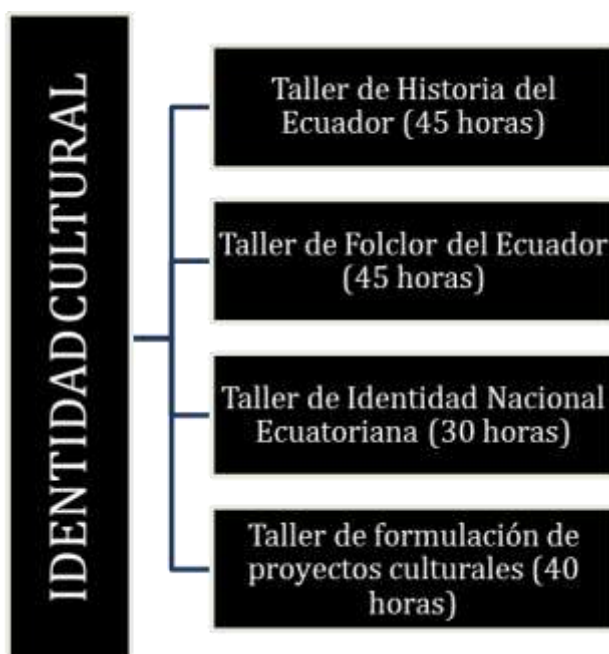 IDENTIDAD CULTURAL
Taller de Historia del
Ecuador (45 horas)
Taller de Folclor del Ecuador
(45 horas)
Taller de Identidad Nacional
Ecuatoriana (30 horas)
Taller de formulación de
proyectos culturales (40
horas)